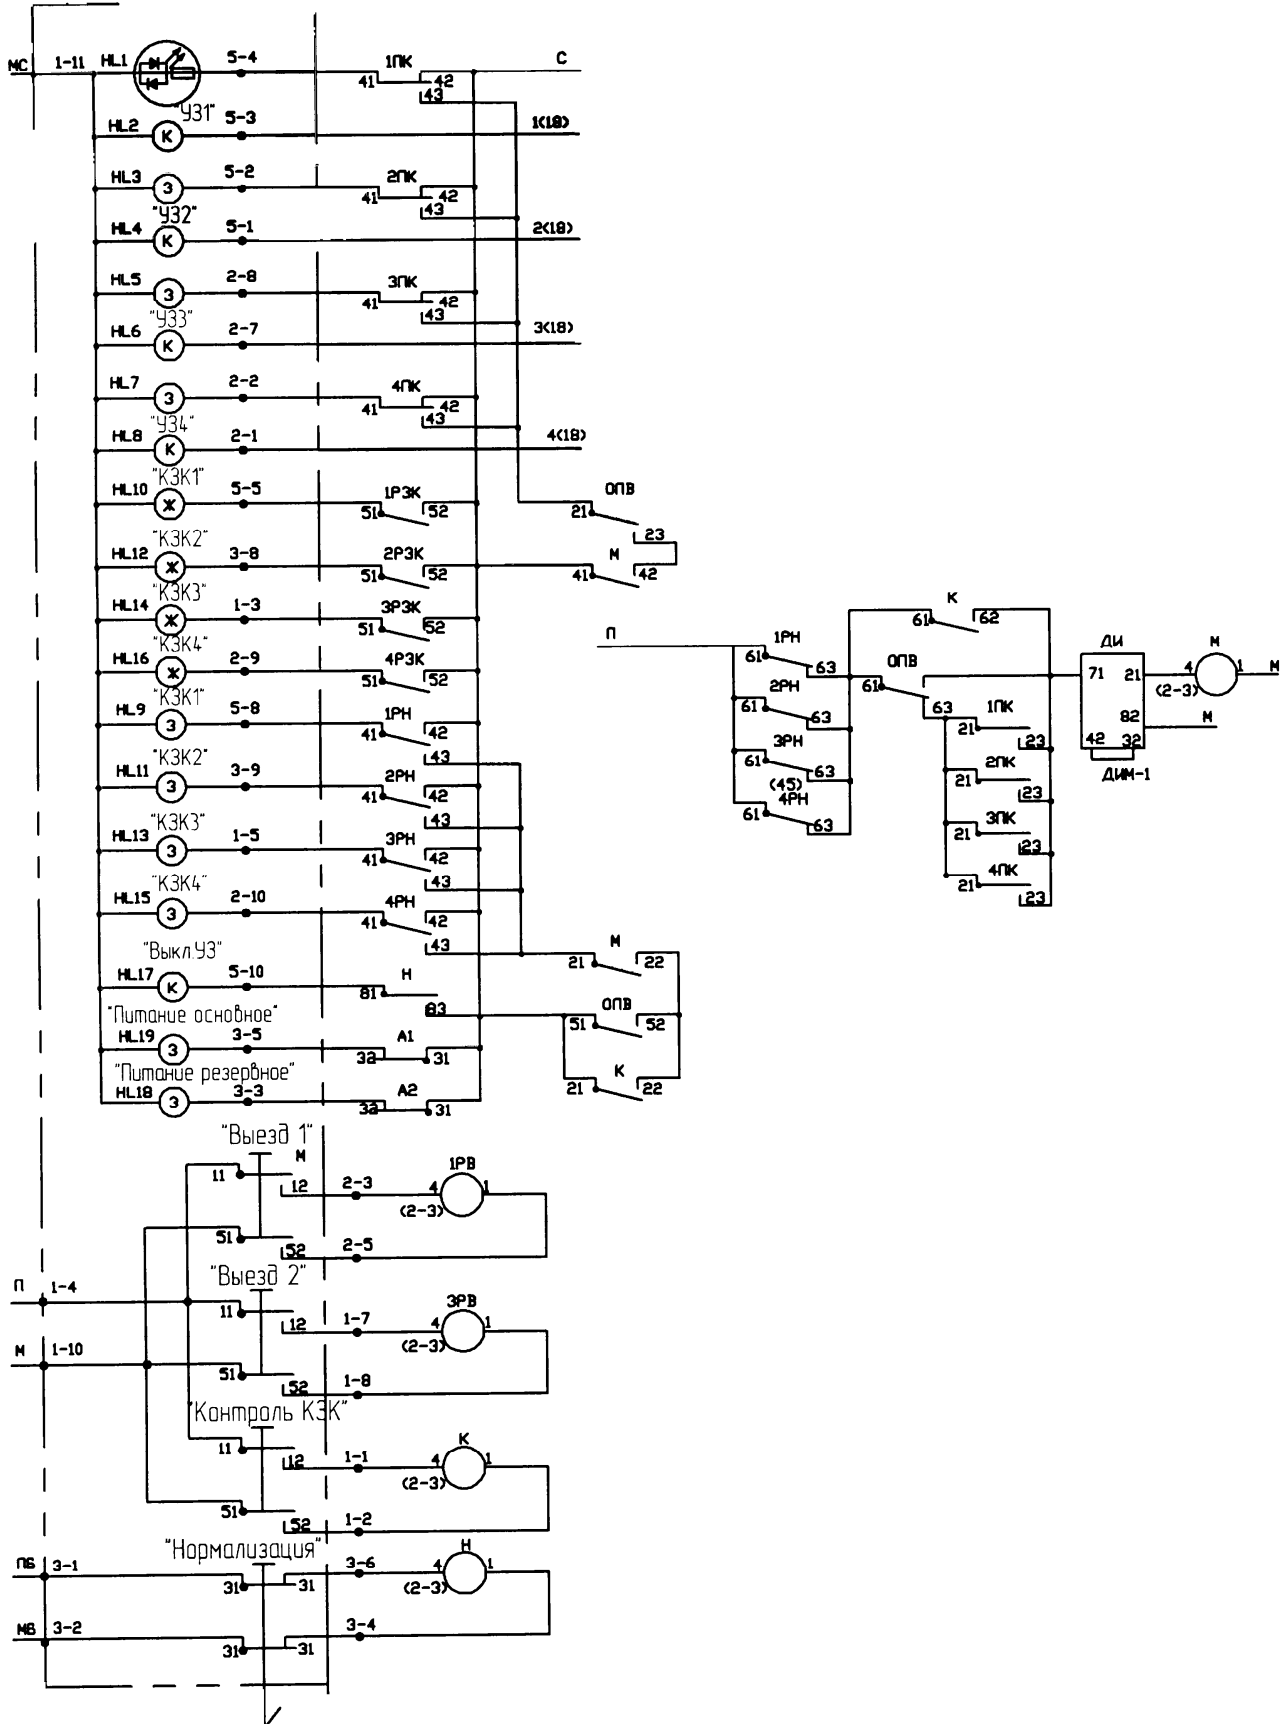 МС 1-11 HL1 5-4 1ПК С
41 42
43
"УЗ1"
HL2 К 5-3 1(18)
HL3 З 5-2 2ПК
41 42
43
"УЗ2"
HL4 К 5-1 2(18)
HL5 З 2-8 3ПК
41 42
43
"УЗ3"
HL6 К 2-7 3(18)
HL7 З 2-2 4ПК
41 42
43
"УЗ4"
HL8 К 2-1 4(18)
"КЗК1"
HL10 Ж 5-5 1РЗК
51 52
ОПВ
21 23
"КЗК2"
HL12 Ж 3-8 2РЗК
51 52
М
41 42
"КЗК3"
HL14 Ж 1-3 3РЗК
51 52
"КЗК4"
HL16 Ж 2-9 4РЗК
51 52
"КЗК1"
HL9 З 5-8 1РН
41 42
43
"КЗК2"
HL11 З 3-9 2РН
41 42
43
"КЗК3"
HL13 З 1-5 3РН
41 42
43
"КЗК4"
HL15 З 2-10 4РН
41 42
43
М
21 22
"Выкл.УЗ"
HL17 К 5-10 Н
81 83
ОПВ
51 52
"Питание основное"
HL19 З 3-5 А1
32 31
К
21 22
"Питание резервное"
HL18 З 3-3 А2
32 31
П
1РН
61 63
2РН
61 63
3РН
61 63
(45)
4РН
61 63
К
61 62
ОПВ
61 63
1ПК
21 23
2ПК
21 23
3ПК
21 23
4ПК
21 23
ДИ
71 21
82
42 32
ДИМ-1
М
4 1
(2-3)
М
М
"Выезд 1"
М
11 12 2-3
1РВ
4 1
(2-3)
51 52 2-5
"Выезд 2"
П 1-4
11 12 1-7
3РВ
4 1
(2-3)
М 1-10
51 52 1-8
"Контроль КЗК"
11 12 1-1
К
4 1
(2-3)
51 52 1-2
"Нормализация"
ПБ 3-1
31 31 3-6
Н
4 1
(2-3)
МБ 3-2
31 31 3-4